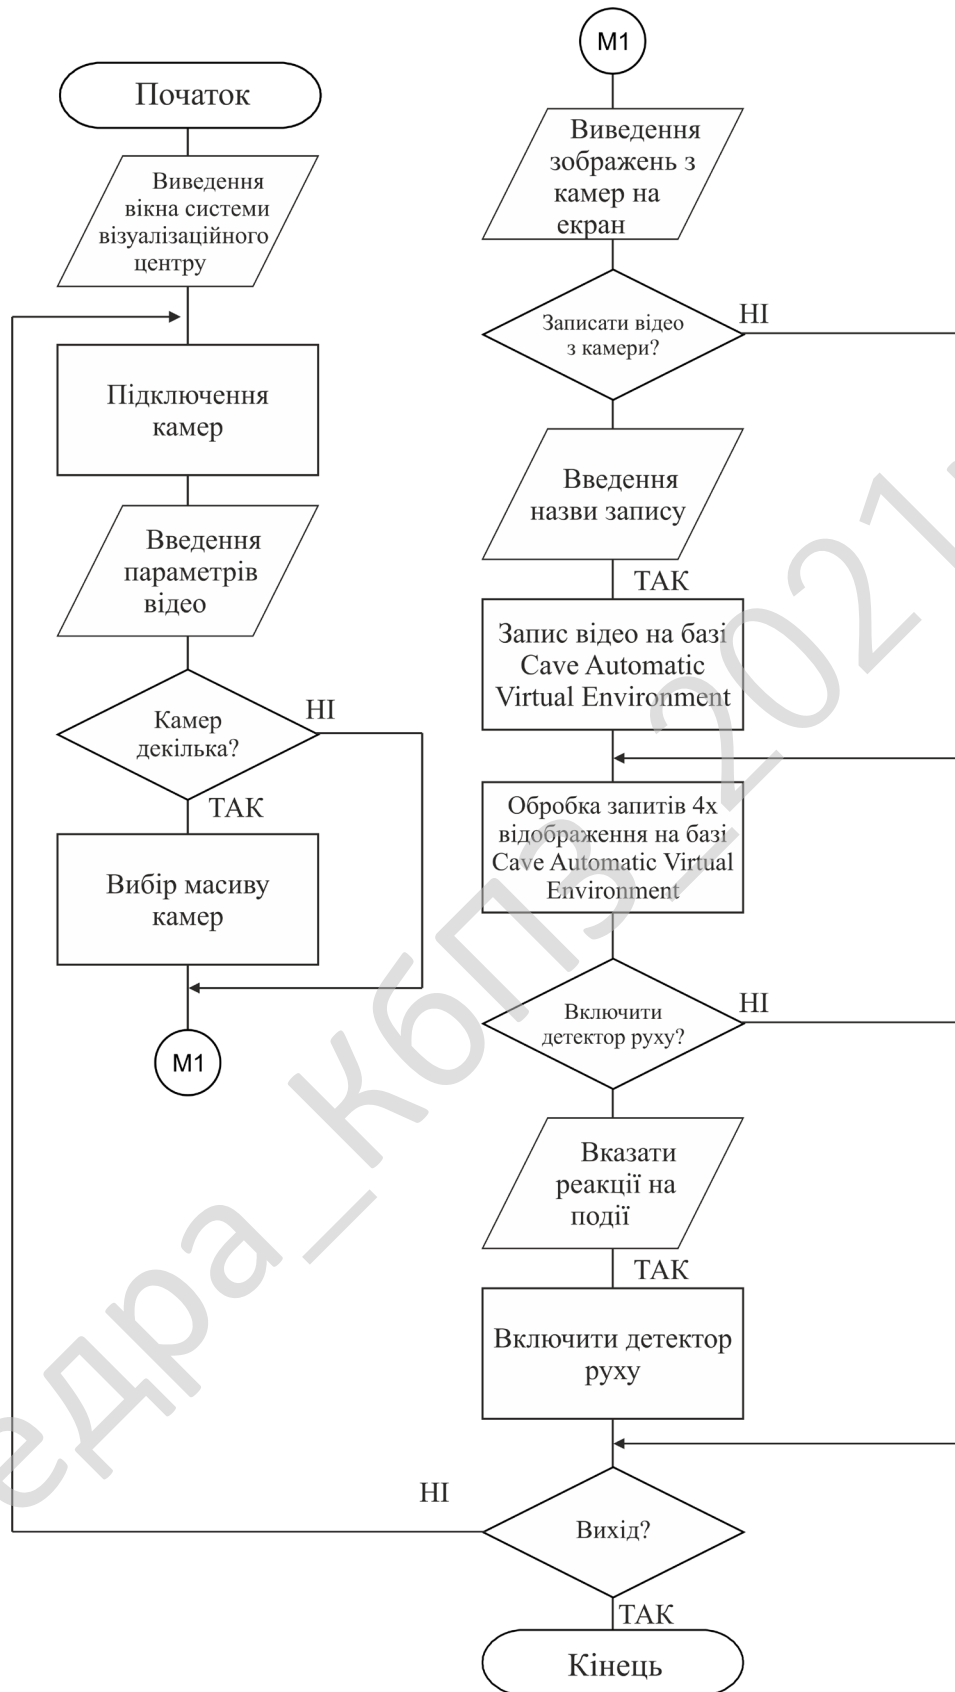 Початок
Виведення
вікна системи
візуалізаційного
центру
Підключення
камер
Введення
параметрів
відео
Камер
декілька?
НІ
ТАК
Вибір масиву
камер
М1
М1
Виведення
зображень з
камер на
екран
Записати відео
з камери?
НІ
Введення
назви запису
ТАК
Запис відео на базі
Cave Automatic
Virtual Environment
Обробка запитів 4х
відображення на базі
Cave Automatic Virtual
Environment
Включити
детектор руху?
НІ
Вказати
реакції на
події
ТАК
Включити детектор
руху
НІ
Вихід?
ТАК
Кінець
едра_КбПЗ_2021